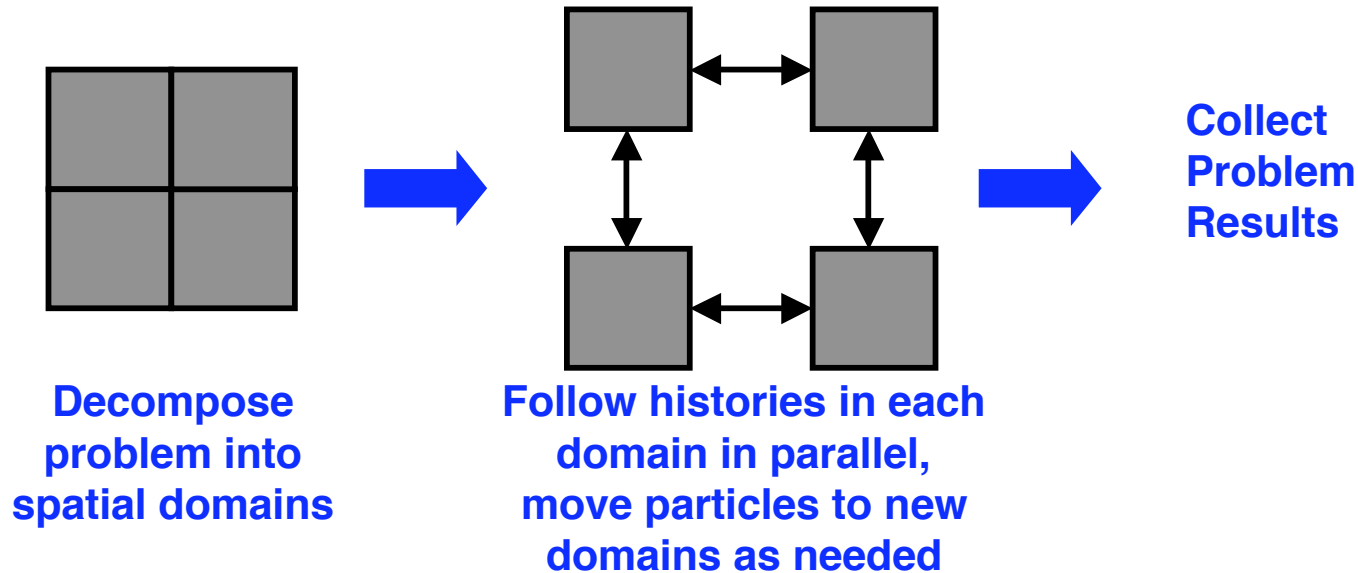 Decompose
problem into
spatial domains
Follow histories in each
domain in parallel,
move particles to new
domains as needed
Collect
Problem
Results